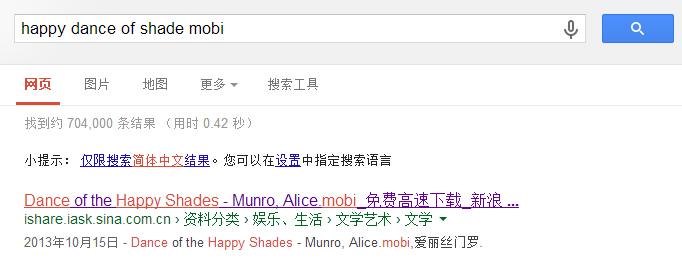 happy dance of shade mobi
网页 图片 地图 更多 搜索工具
找到约 704,000 条结果 （用时 0.42 秒）
小提示： 仅限搜索简体中文结果。您可以在设置中指定搜索语言
Dance of the Happy Shades - Munro, Alice.mobi_免费高速下载_新浪 ...
ishare.iask.sina.com.cn › 资料分类 › 娱乐、生活 › 文学艺术 › 文学
2013年10月15日 - Dance of the Happy Shades - Munro, Alice.mobi,爱丽丝门罗.